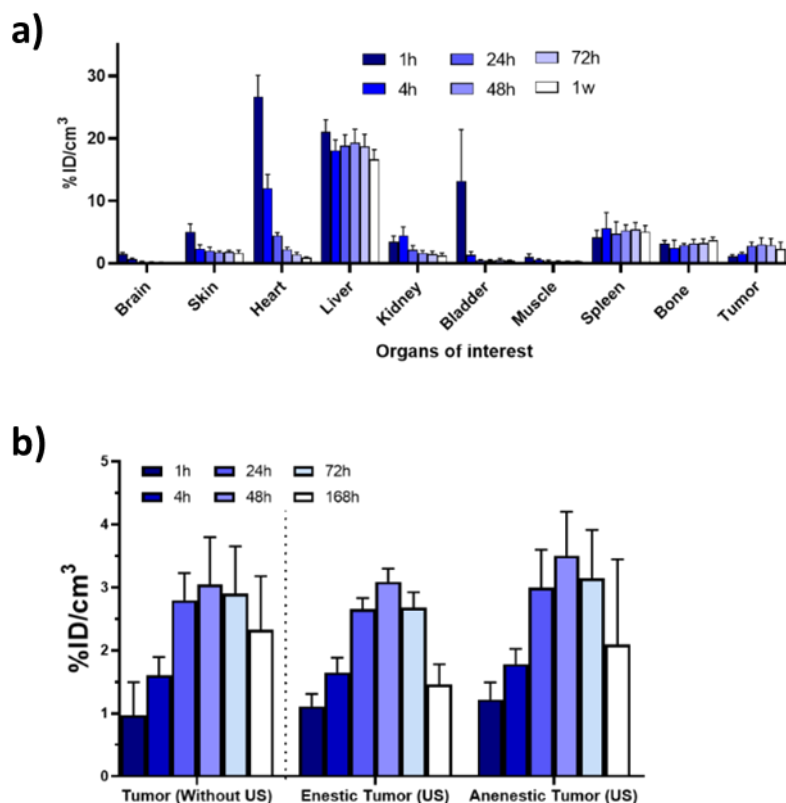 a)
1h 24h 72h
4h 48h 1w
%ID/cm³
30
20
10
0
Brain Skin Heart Liver Kidney Bladder Muscle Spleen Bone Tumor
Organs of interest
b)
1h 24h 72h
4h 48h 168h
%ID/cm³
5
4
3
2
1
0
Tumor (Without US) Enestic Tumor (US) Anenestic Tumor (US)